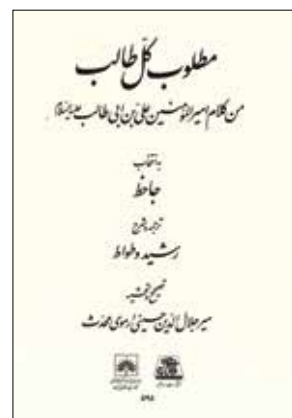 مطلوب کل طالب
من کلام امیرالمؤمنین علی بن ابی طالب علیه السلام
به انتخاب
جاحظ
ترجمه و شرح
رشید وطواط
تصحیح و تحشیه
میر جلال الدین حسینی ارموی محدث